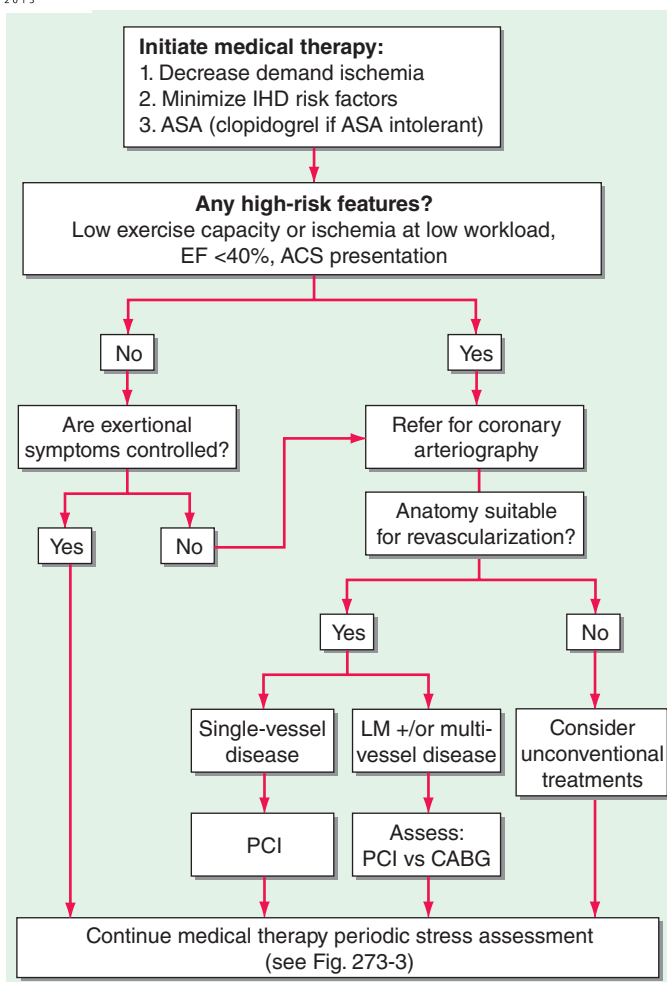 2015
Initiate medical therapy:
1. Decrease demand ischemia
2. Minimize IHD risk factors
3. ASA (clopidogrel if ASA intolerant)
Any high-risk features?
Low exercise capacity or ischemia at low workload,
EF <40%, ACS presentation
No
Yes
Are exertional
symptoms controlled?
Refer for coronary
arteriography
Yes
No
Anatomy suitable
for revascularization?
Yes
No
Single-vessel
disease
LM +/or multi-
vessel disease
Consider
unconventional
treatments
PCI
Assess:
PCI vs CABG
Continue medical therapy periodic stress assessment
(see Fig. 273-3)